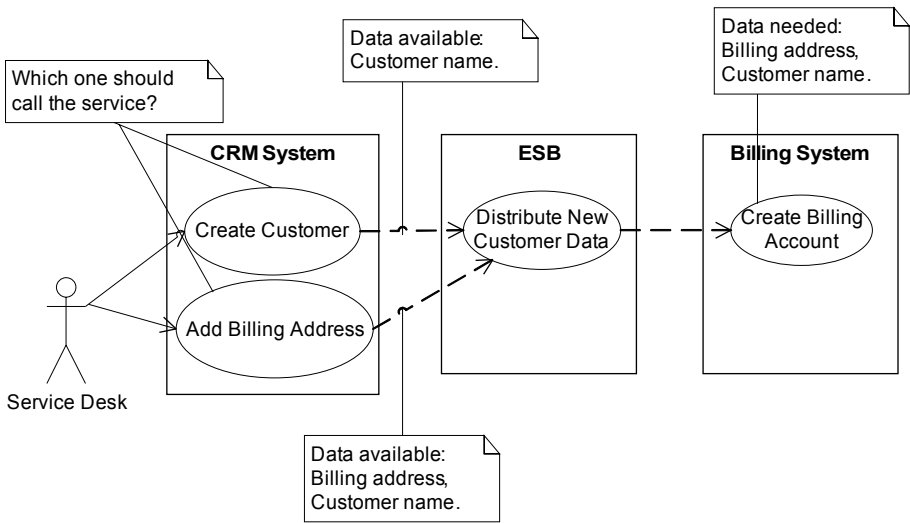 Data available:
Customer name.
Data needed:
Billing address,
Customer name.
Which one should
call the service?
CRM System
ESB
Billing System
Create Customer
Distribute New
Customer Data
Create Billing
Account
Add Billing Address
Service Desk
Data available:
Billing address,
Customer name.